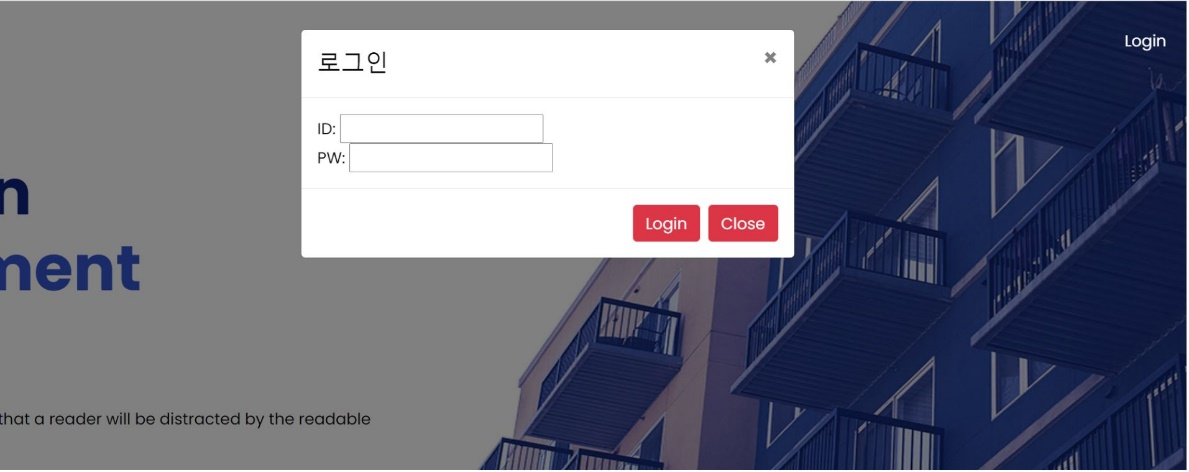 Login
로그인
×
ID:
PW:
Login Close
n
ment
that a reader will be distracted by the readable